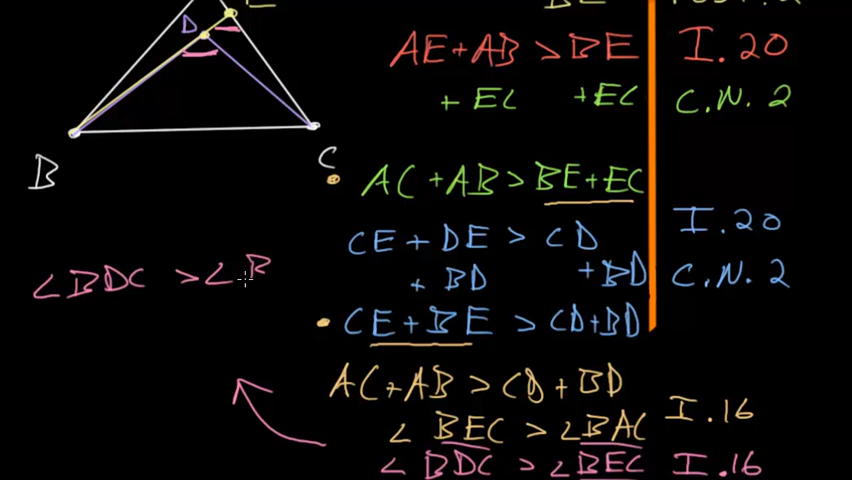 D
AE+AB > BE I.20
+ EC +EC C.N. 2
B C
AC+AB > BE+EC
CE + DE > CD I.20
+ BD +BD C.N. 2
∠BDC > ∠B
CE+BE > CD+BD
AC+AB > CD+BD
∠BEC > ∠BAC I.16
∠BDC > ∠BEC I.16